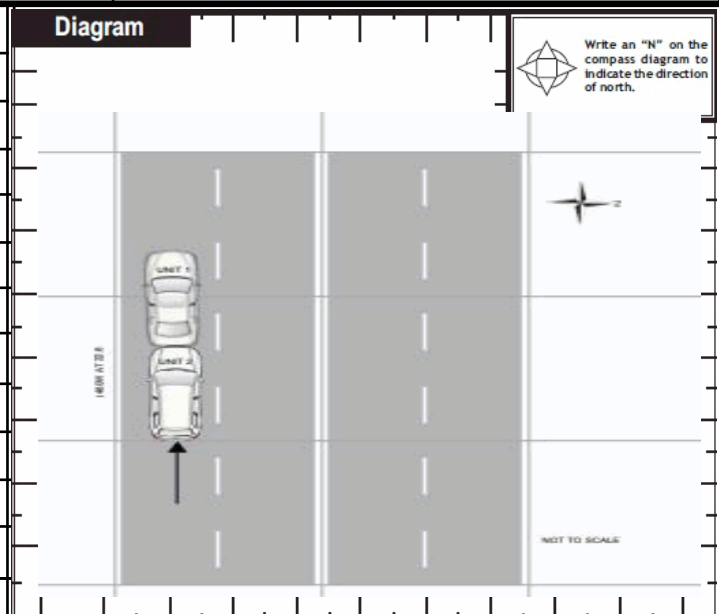 Diagram
Write an “N” on the
compass diagram to
indicate the direction
of north.
N
UNIT 1
UNIT 2
NOT TO SCALE